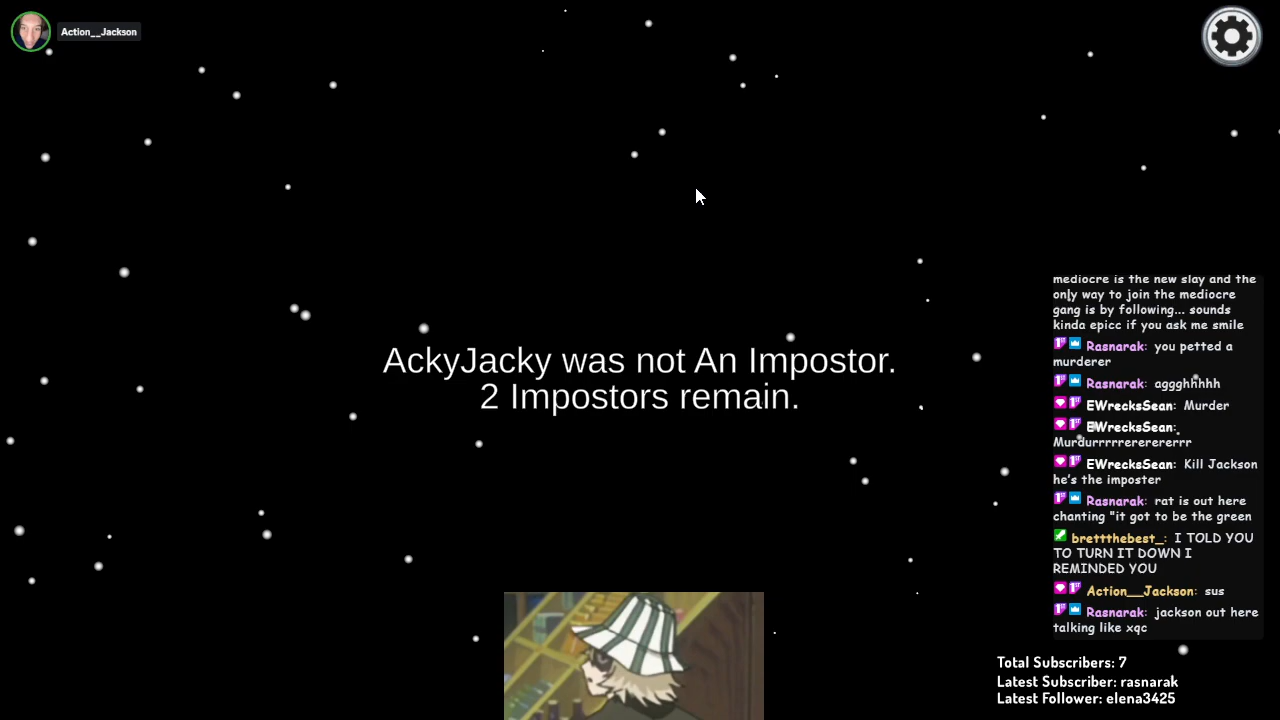 Action__Jackson
AckyJacky was not An Impostor.
2 Impostors remain.
mediocre is the new slay and the
only way to join the mediocre
gang is by following... sounds
kinda epicc if you ask me smile
Rasnarak: you petted a
murderer
Rasnarak: aggghhhhh
EWrecksSean: Murder
EWrecksSean:
Murdurrrrerererерrr
EWrecksSean: Kill Jackson
he's the imposter
Rasnarak: rat is out here
chanting "it got to be the green
brettthebest_: I TOLD YOU
TO TURN IT DOWN I
REMINDED YOU
Action__Jackson: sus
Rasnarak: jackson out here
talking like xqc
Total Subscribers: 7
Latest Subscriber: rasnarak
Latest Follower: elena3425